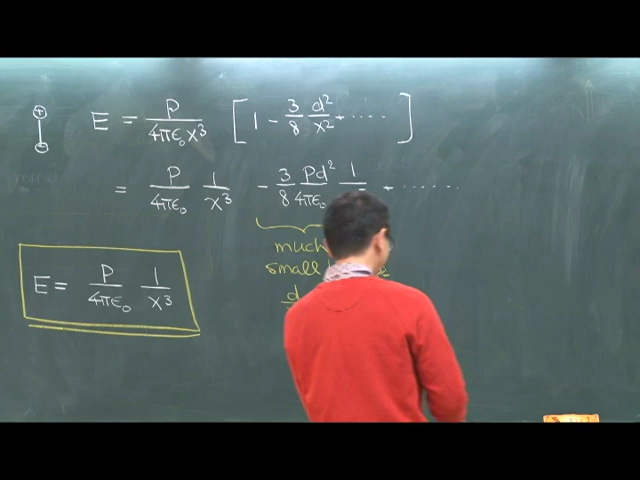 E = P / 4πϵ₀x³ [ 1 - 3/8 d²/x² + ····· ]
= P / 4πϵ₀ 1 / x³ - 3/8 Pd² / 4πϵ₀ 1 - ······
much
small
d
E = P / 4πϵ₀ 1 / x³